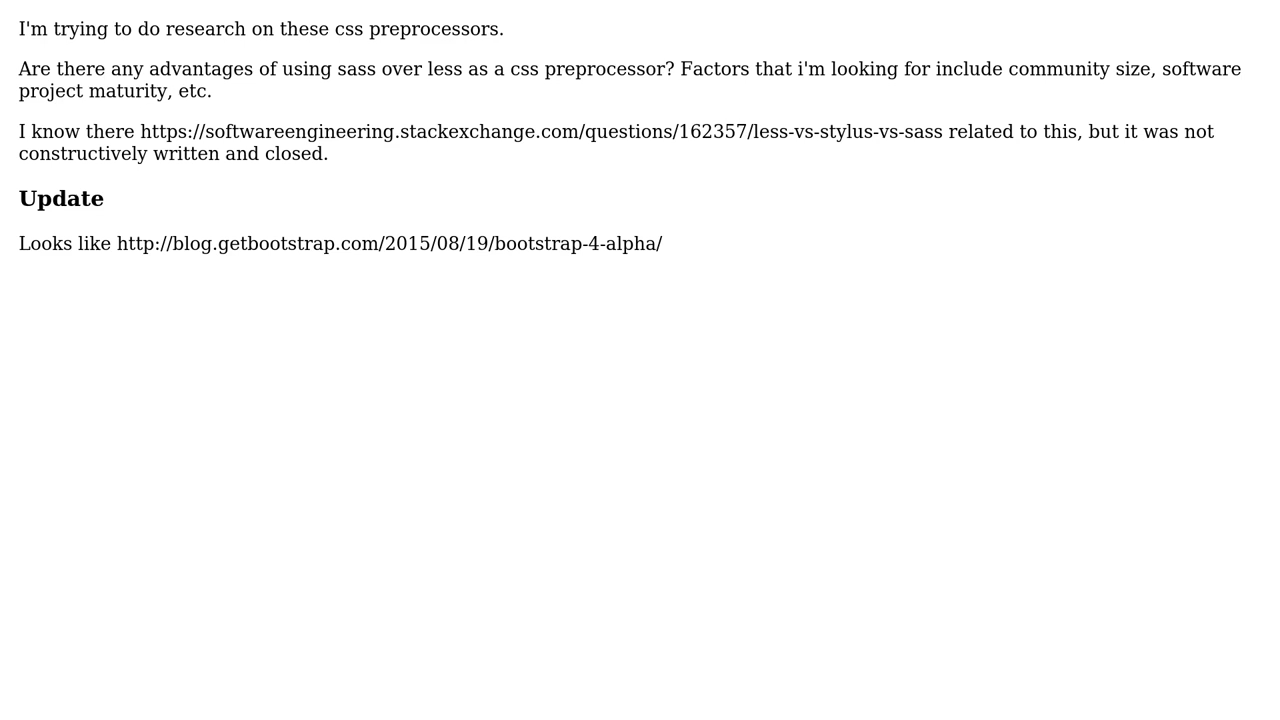 I'm trying to do research on these css preprocessors.
Are there any advantages of using sass over less as a css preprocessor? Factors that i'm looking for include community size, software
project maturity, etc.
I know there https://softwareengineering.stackexchange.com/questions/162357/less-vs-stylus-vs-sass related to this, but it was not
constructively written and closed.
Update
Looks like http://blog.getbootstrap.com/2015/08/19/bootstrap-4-alpha/